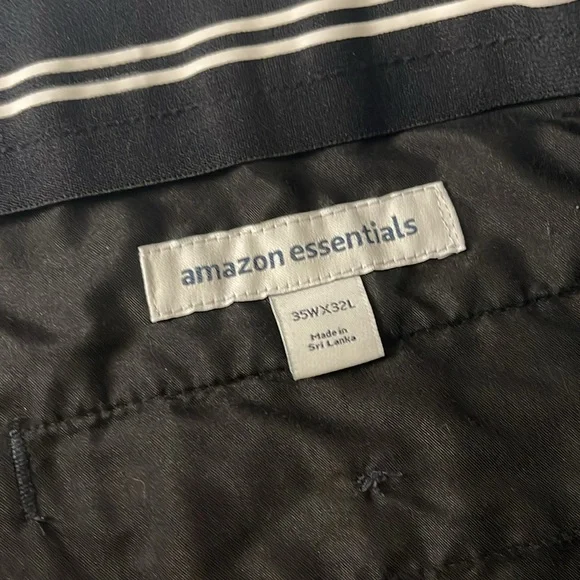 amazon essentials
35WX32L
Made in
Sri Lanka